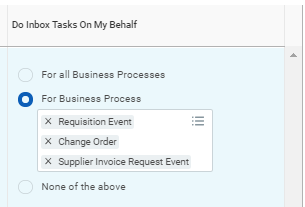 Do Inbox Tasks On My Behalf
For all Business Processes
For Business Process
× Requisition Event
× Change Order
× Supplier Invoice Request Event
None of the above